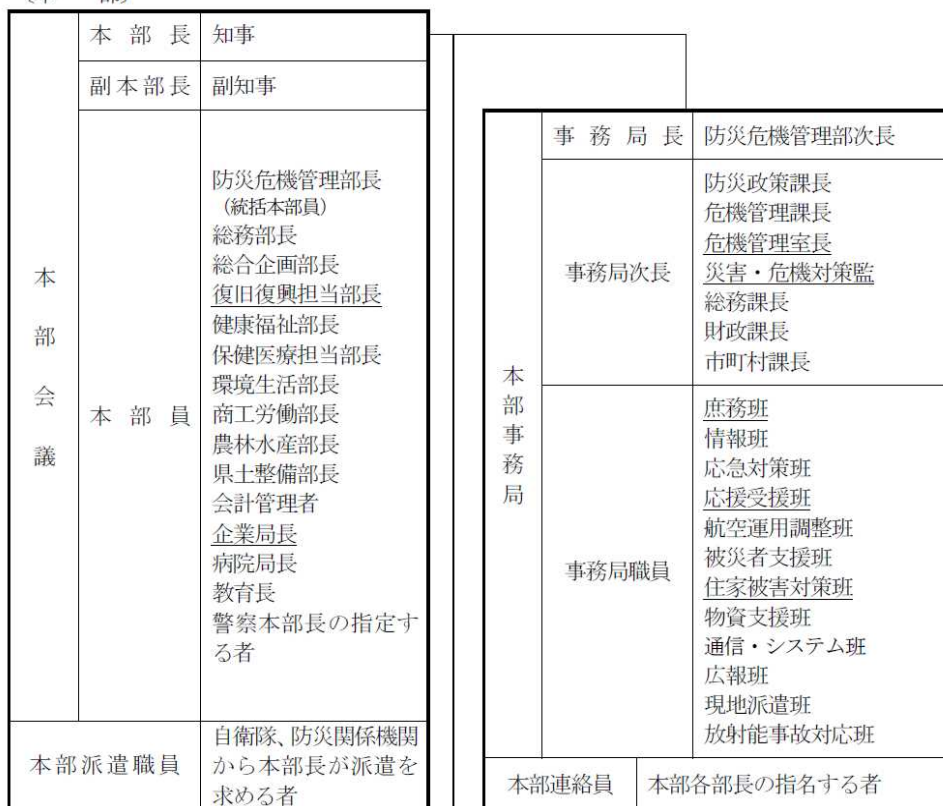 本部長 知事
副本部長 副知事
本部会議
本部員
防災危機管理部長
(統括本部員)
総務部長
総合企画部長
復旧復興担当部長
健康福祉部長
保健医療担当部長
環境生活部長
商工労働部長
農林水産部長
県土整備部長
会計管理者
企業局長
病院局長
教育長
警察本部長の指定す
る者
本部派遣職員
自衛隊、防災関係機関
から本部長が派遣を
求める者
本部事務局
事務局長 防災危機管理部次長
事務局次長
防災政策課長
危機管理課長
危機管理室長
災害・危機対策監
総務課長
財政課長
市町村課長
事務局職員
庶務班
情報班
応急対策班
応援受援班
航空運用調整班
被災者支援班
住家被害対策班
物資支援班
通信・システム班
広報班
現地派遣班
放射能事故対応班
本部連絡員 本部各部長の指名する者